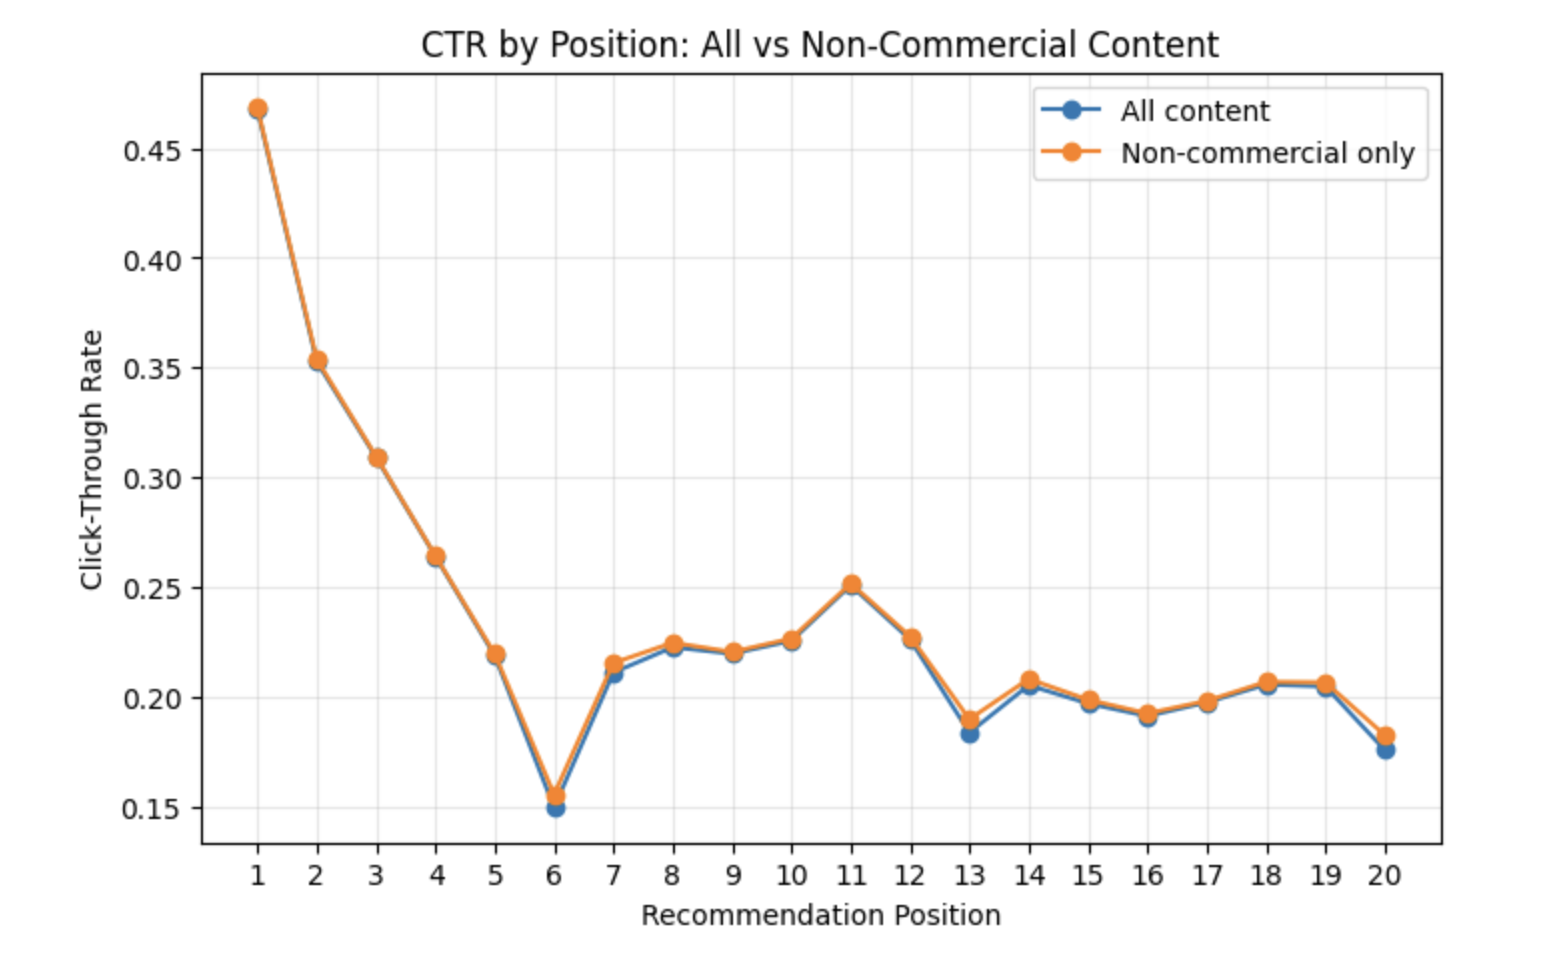 CTR by Position: All vs Non-Commercial Content
All content
Non-commercial only
Click-Through Rate
0.45
0.40
0.35
0.30
0.25
0.20
0.15
1 2 3 4 5 6 7 8 9 10 11 12 13 14 15 16 17 18 19 20
Recommendation Position